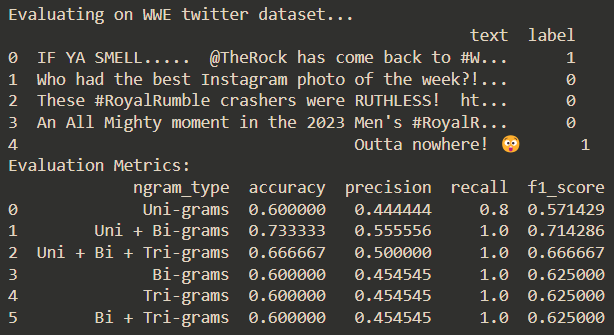 Evaluating on WWE twitter dataset...
text label
0 IF YA SMELL..... @TheRock has come back to #W... 1
1 Who had the best Instagram photo of the week?!... 0
2 These #RoyalRumble crashers were RUTHLESS! ht... 0
3 An All Mighty moment in the 2023 Men's #RoyalR... 0
4 Outta nowhere! 😳 1
Evaluation Metrics:
ngram_type accuracy precision recall f1_score
0 Uni-grams 0.600000 0.444444 0.8 0.571429
1 Uni + Bi-grams 0.733333 0.555556 1.0 0.714286
2 Uni + Bi + Tri-grams 0.666667 0.500000 1.0 0.666667
3 Bi-grams 0.600000 0.454545 1.0 0.625000
4 Tri-grams 0.600000 0.454545 1.0 0.625000
5 Bi + Tri-grams 0.600000 0.454545 1.0 0.625000